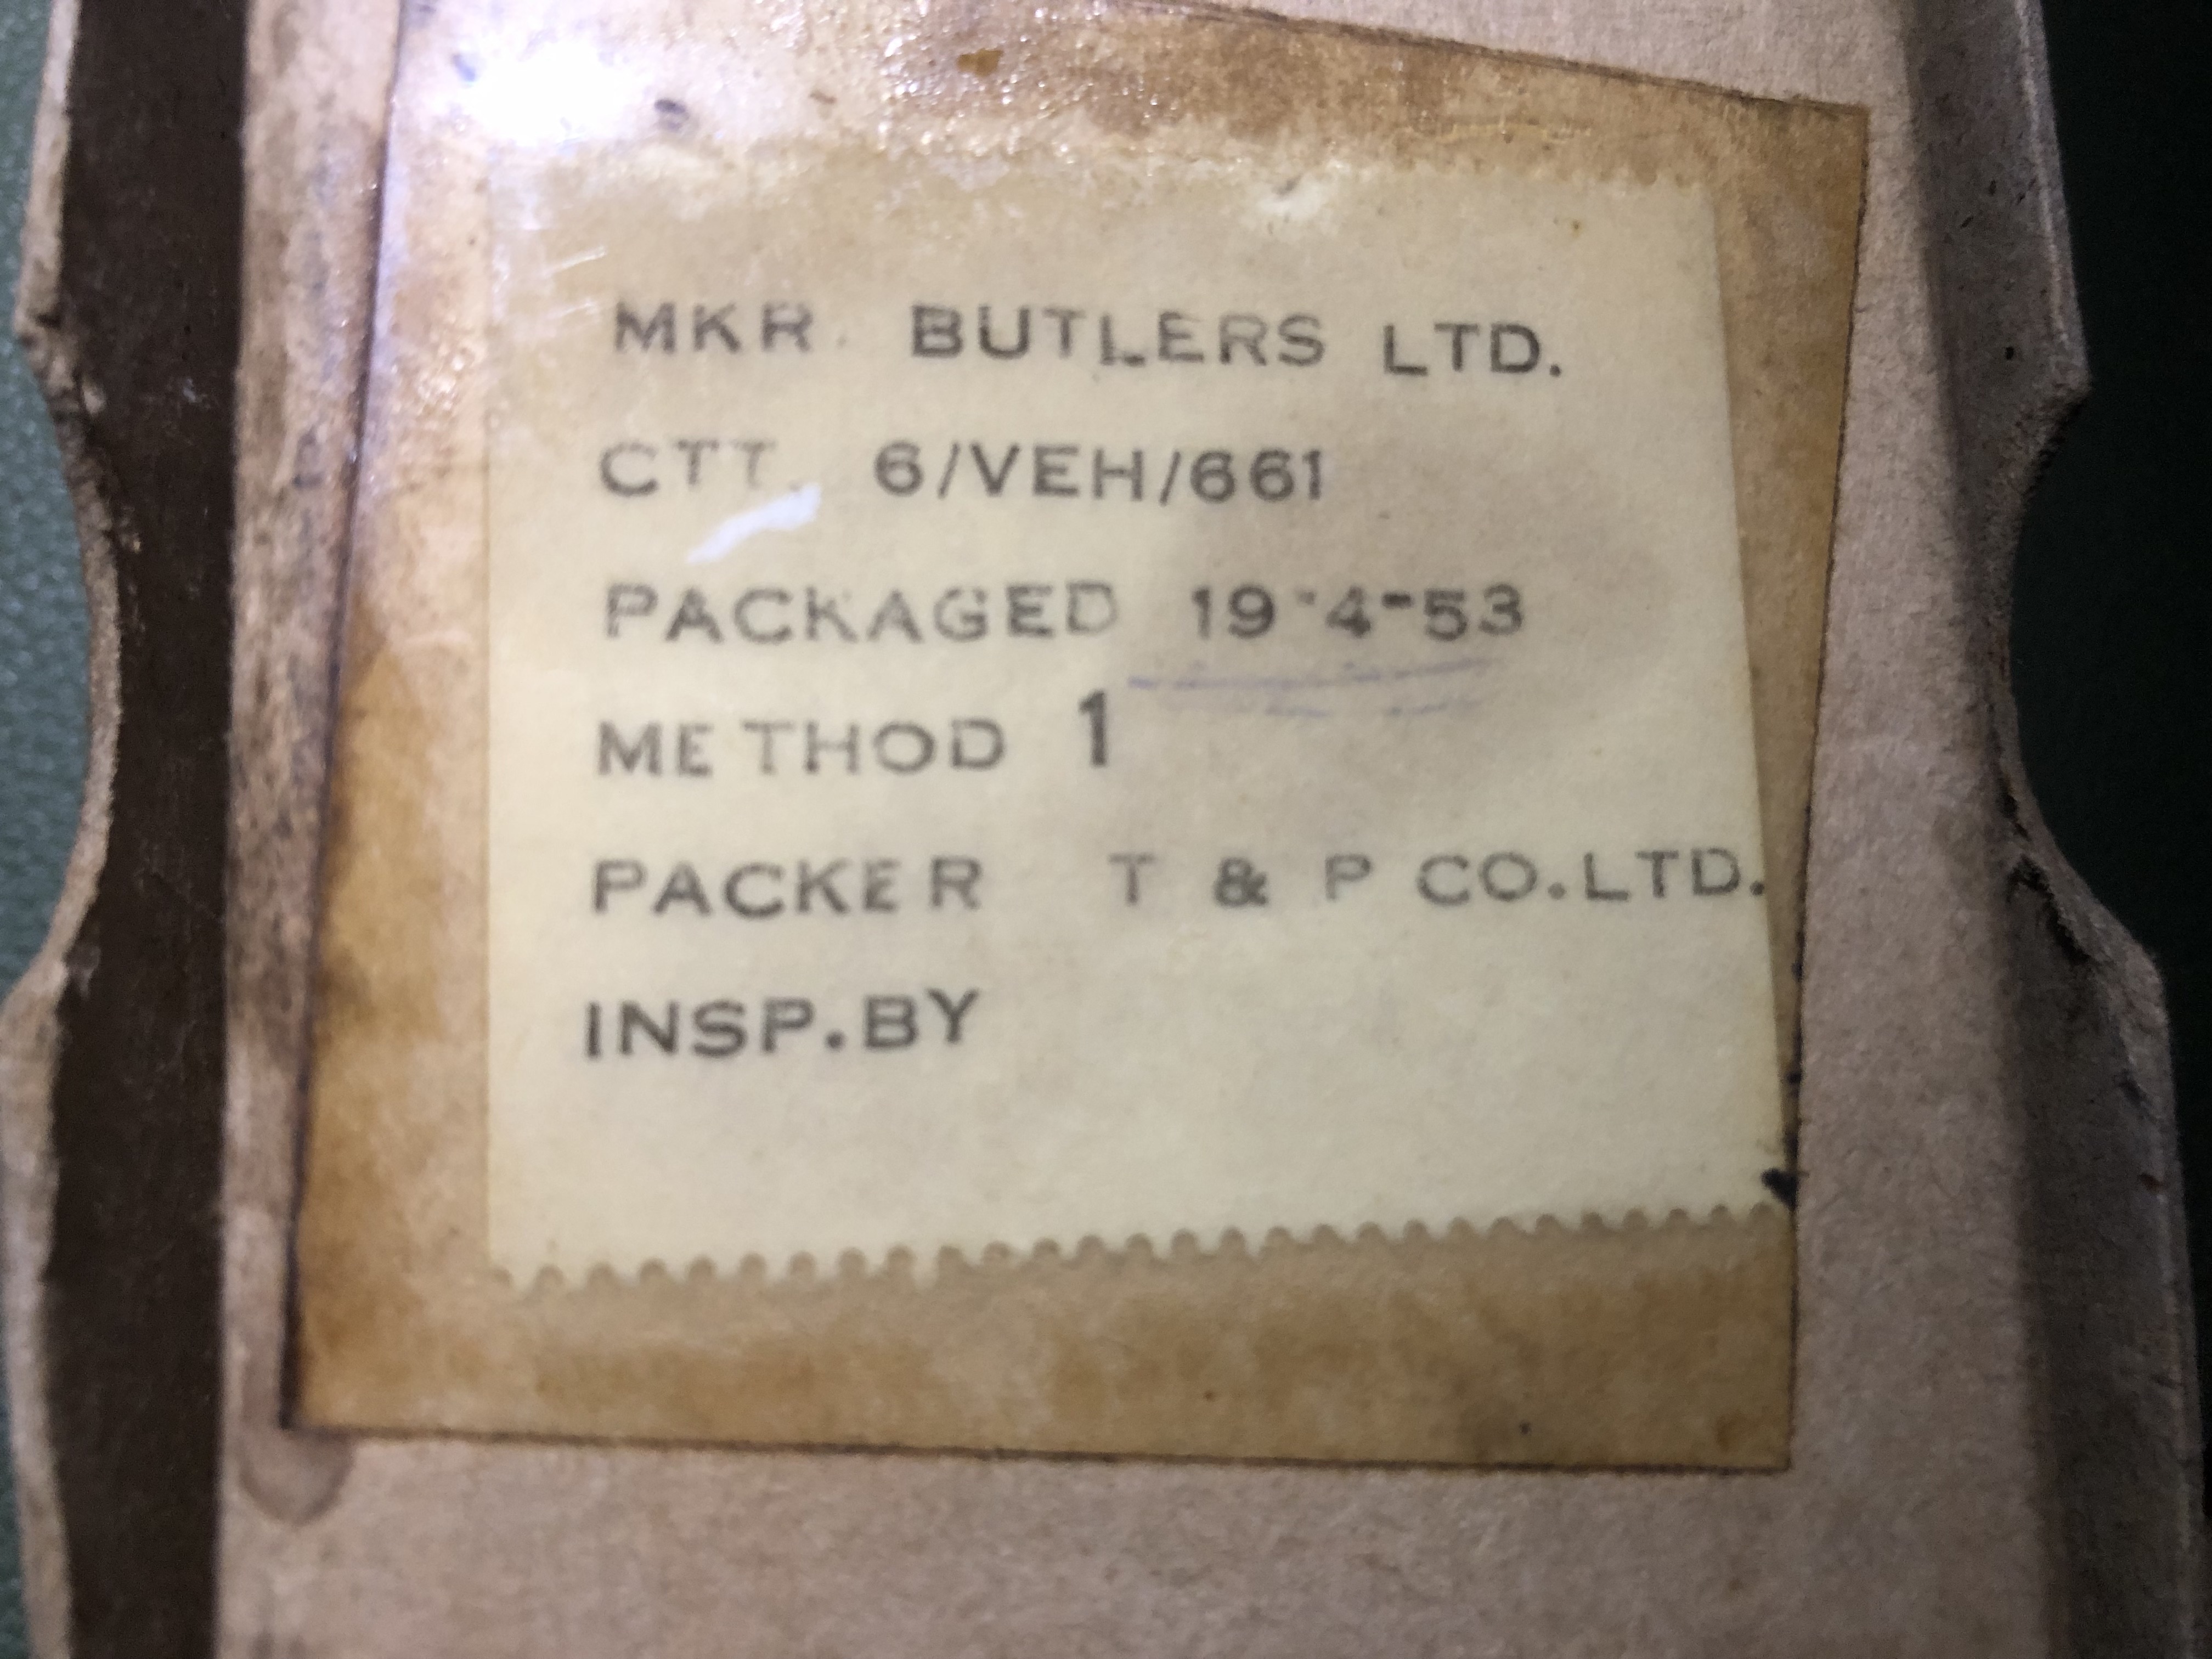 MKR. BUTLERS LTD.
CTT. 6/VEH/661
PACKAGED 19-4-53
METHOD 1
PACKER T & P CO.LTD.
INSP.BY